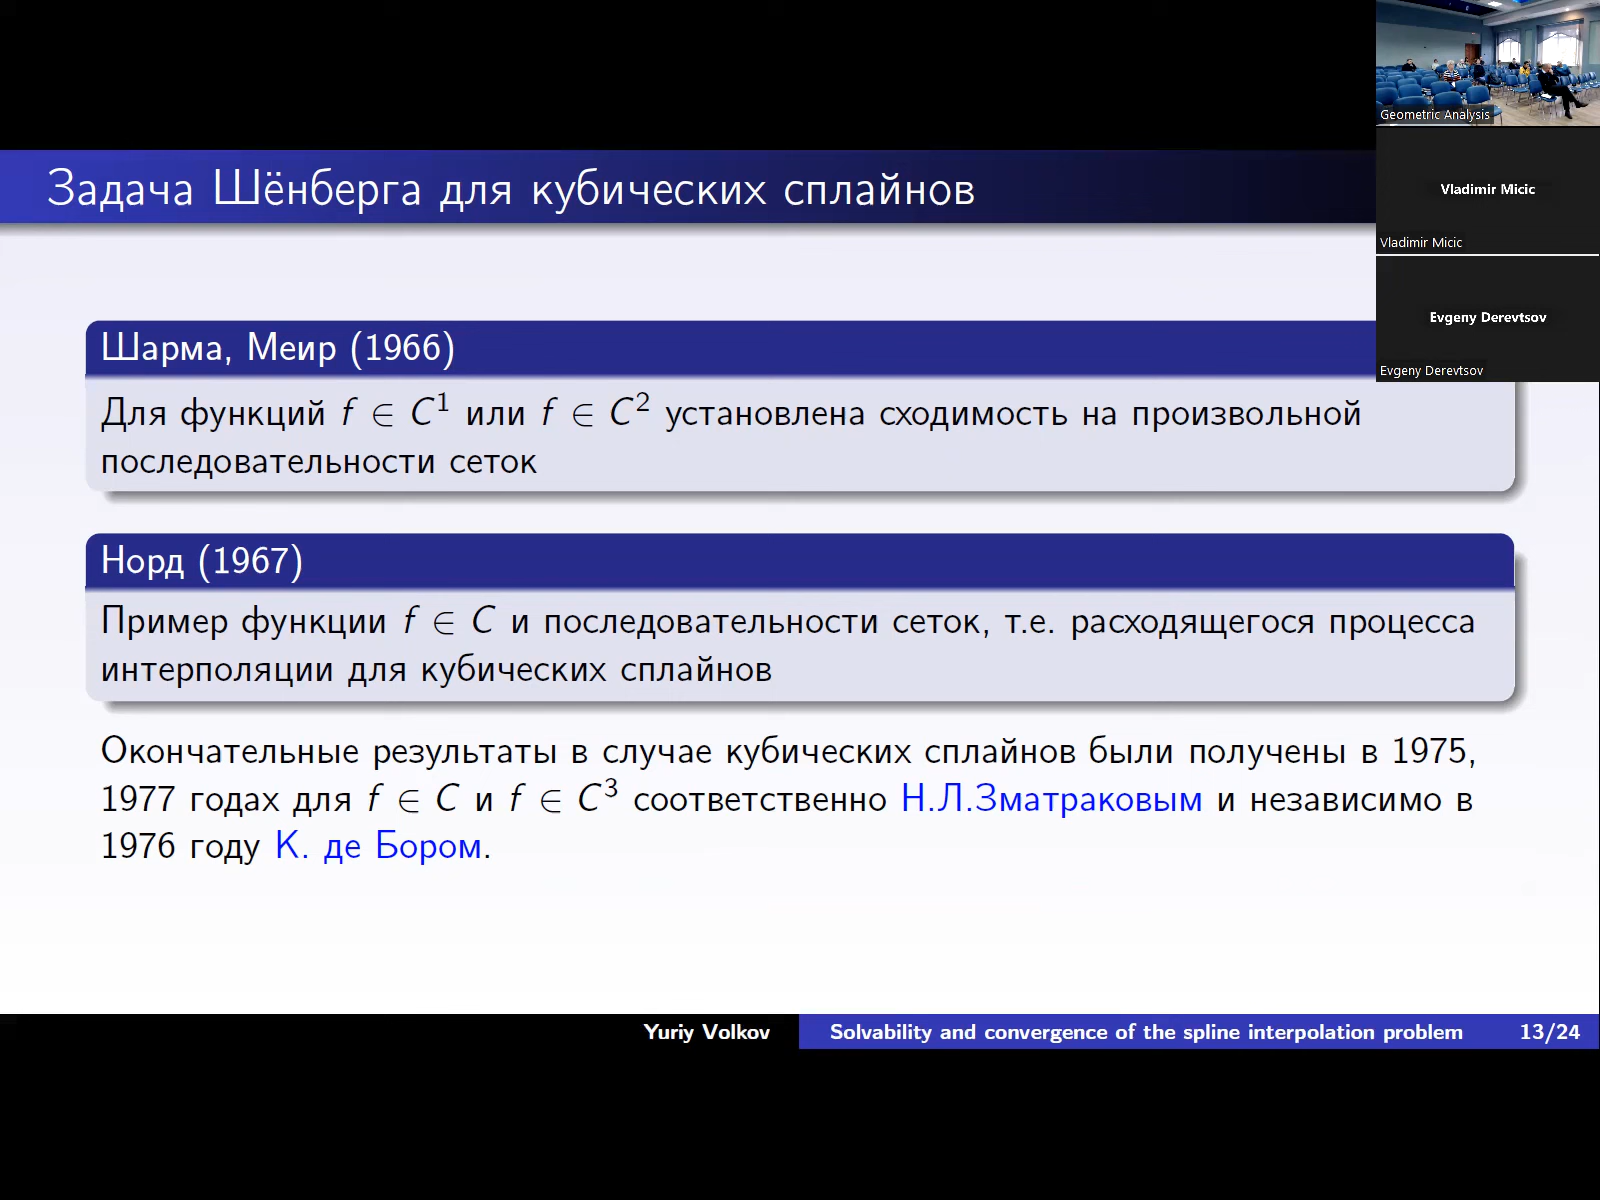 Geometric Analysis
Vladimir Micic
Vladimir Micic
Evgeny Derevtsov
Evgeny Derevtsov
Задача Шёнберга для кубических сплайнов
Шарма, Меир (1966)
Для функций f ∈ C¹ или f ∈ C² установлена сходимость на произвольной
последовательности сеток
Норд (1967)
Пример функции f ∈ C и последовательности сеток, т.е. расходящегося процесса
интерполяции для кубических сплайнов
Окончательные результаты в случае кубических сплайнов были получены в 1975,
1977 годах для f ∈ C и f ∈ C³ соответственно Н.Л.Зматраковым и независимо в
1976 году К. де Бором.
Yuriy Volkov
Solvability and convergence of the spline interpolation problem
13/24